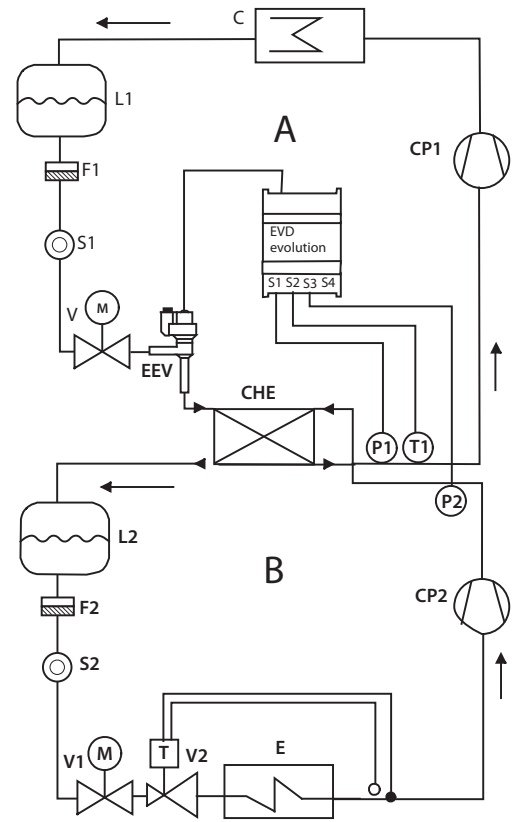 C
L1
A
CP1
F1
EVD
evolution
S1
S1 S2 S3 S4
V
M
EEV
CHE
P1
T1
P2
L2
B
CP2
F2
S2
V1
M
T
V2
E